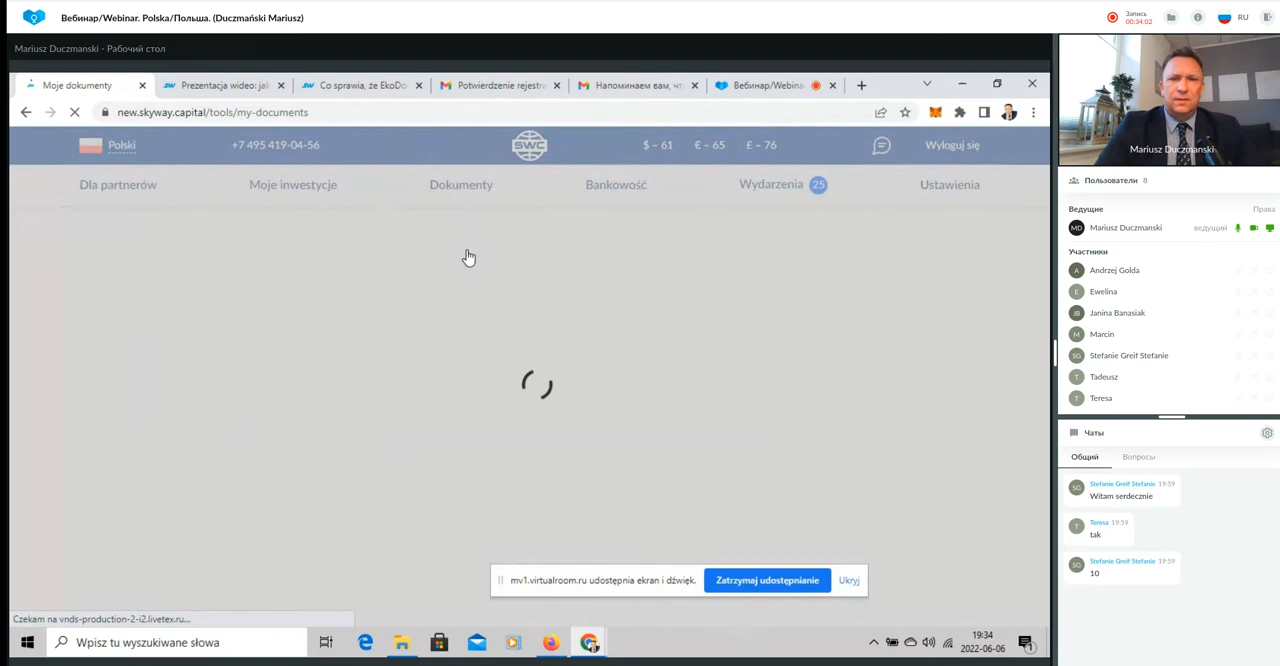 Вебинар/Webinar. Polska/Польша. (Duczmański Mariusz)
Запись
00:34:02
RU
Mariusz Duczmanski - Рабочий стол
Moje dokumenty
Prezentacja wideo: jak
Co sprawia, że EkoDo
Potwierdzenie rejestra
Напоминаем вам, чт
Вебинар/Webina
new.skyway.capital/tools/my-documents
Polski
+7 495 419-04-56
SWC
$ – 61
€ – 65
£ – 76
Wyloguj się
Dla partnerów
Moje inwestycje
Dokumenty
Bankowość
Wydarzenia 25
Ustawienia
mv1.virtualroom.ru udostępnia ekran i dźwięk.
Zatrzymaj udostępnianie
Ukryj
Czekam na vnds-production-2-i2.livetex.ru...
Wpisz tu wyszukiwane słowa
19:34
2022-06-06
1
Mariusz Duczmanski
Пользователи 8
Ведущие
Права
MD Mariusz Duczmanski ведущий
Участники
A Andrzej Golda
E Ewelina
JB Janina Banasiak
M Marcin
SG Stefanie Greif Stefanie
T Tadeusz
T Teresa
Чаты
Общий
Вопросы
SG Stefanie Greif Stefanie 19:59
Witam serdecznie
T Teresa 19:59
tak
SG Stefanie Greif Stefanie 19:59
10